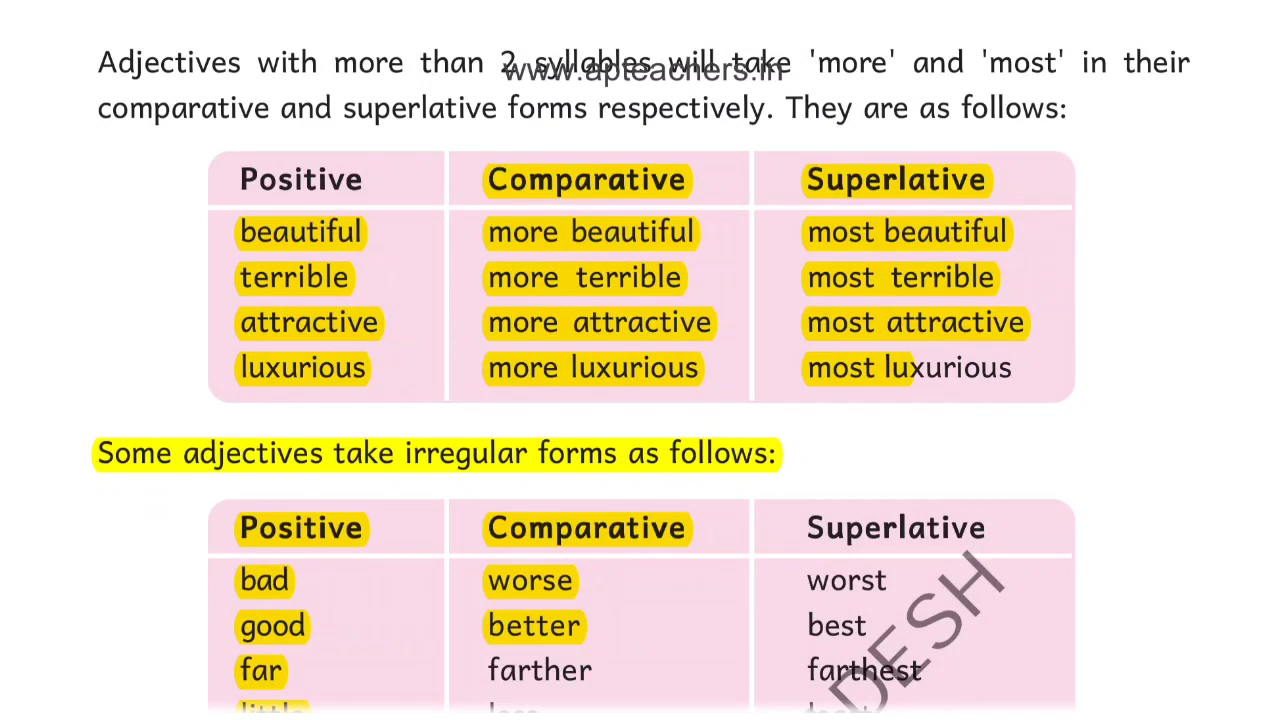 Adjectives with more than 2 syllables will take 'more' and 'most' in their
www.apteachers.in
comparative and superlative forms respectively. They are as follows:
Positive Comparative Superlative
beautiful more beautiful most beautiful
terrible more terrible most terrible
attractive more attractive most attractive
luxurious more luxurious most luxurious
Some adjectives take irregular forms as follows:
Positive Comparative Superlative
bad worse worst
good better best
far farther farthest
little less least
DESH